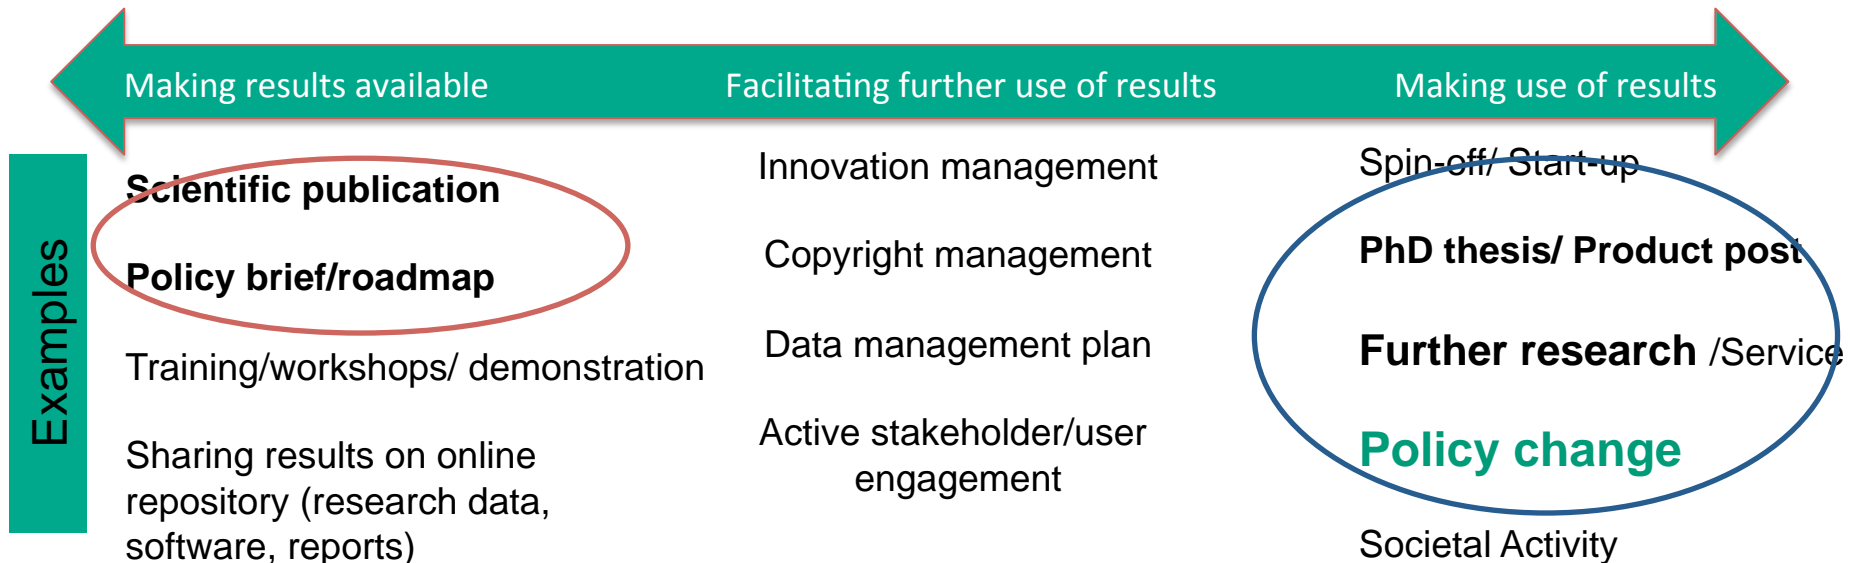 Making results available
Facilitating further use of results
Making use of results
Examples
Scientific publication
Policy brief/roadmap
Training/workshops/ demonstration
Sharing results on online
repository (research data,
software, reports)
Innovation management
Copyright management
Data management plan
Active stakeholder/user
engagement
Spin-off/ Start-up
PhD thesis/ Product post
Further research /Service
Policy change
Societal Activity